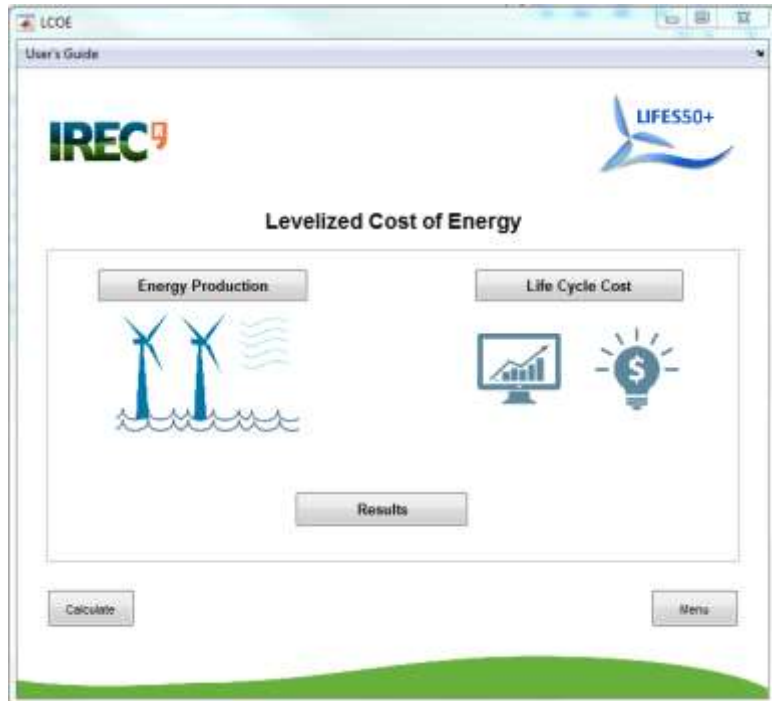 LCOE
User's Guide
IREC
LIFES50+
Levelized Cost of Energy
Energy Production
Life Cycle Cost
$
Results
Calculate
Menu